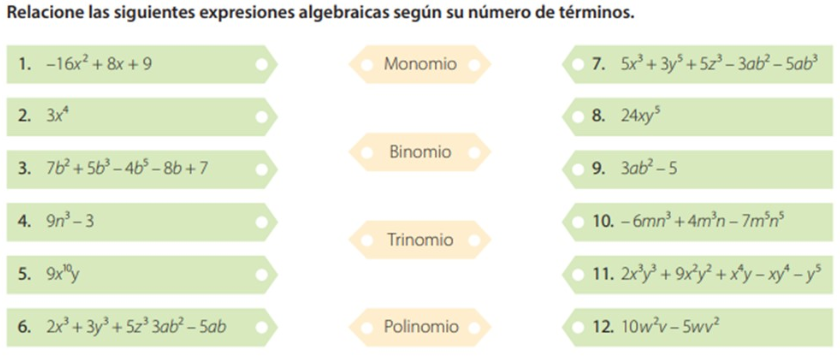 Relacione las siguientes expresiones algebraicas según su número de términos.
1. –16x² + 8x + 9
Monomio
7. 5x³ + 3y⁵ + 5z³ – 3ab² – 5ab³
2. 3x⁴
8. 24xy⁵
3. 7b² + 5b³ – 4b⁵ – 8b + 7
Binomio
9. 3ab² – 5
4. 9n³ – 3
Trinomio
10. – 6mn³ + 4m³n – 7m⁵n⁵
5. 9x¹⁰y
11. 2x³y³ + 9x²y² + x⁴y – xy⁴ – y⁵
6. 2x³ + 3y³ + 5z³ 3ab² – 5ab
Polinomio
12. 10w²v – 5wv²